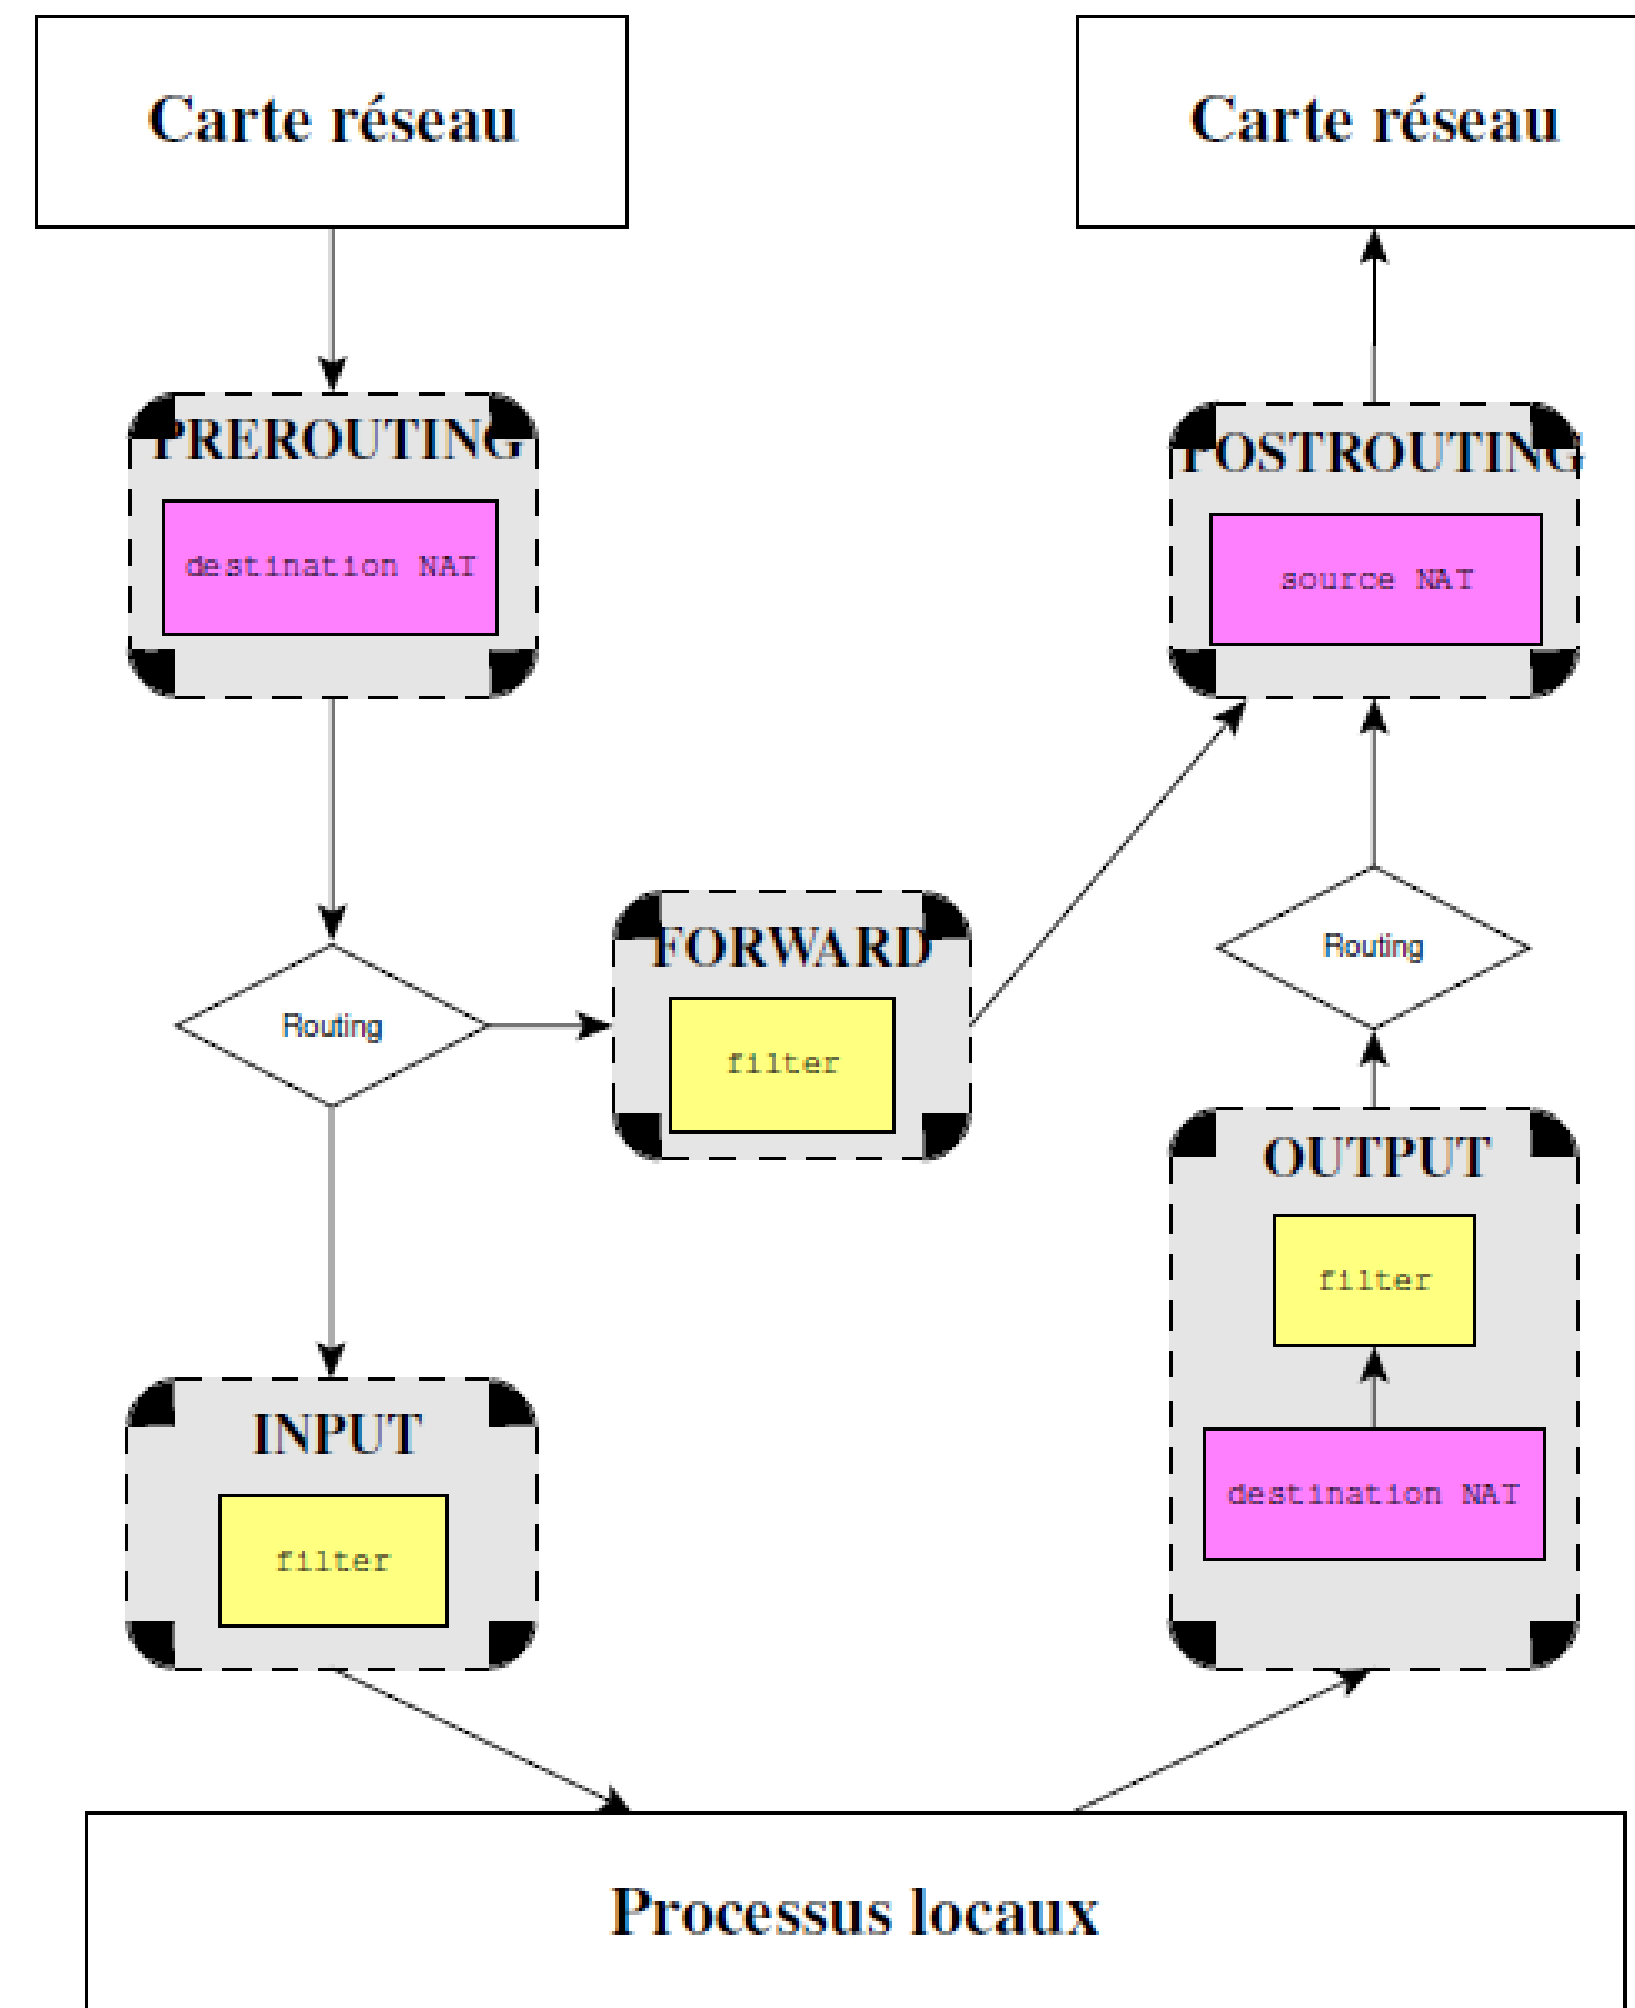 Carte réseau
Carte réseau
PREROUTING
destination NAT
POSTROUTING
source NAT
Routing
FORWARD
filter
Routing
OUTPUT
filter
destination NAT
INPUT
filter
Processus locaux